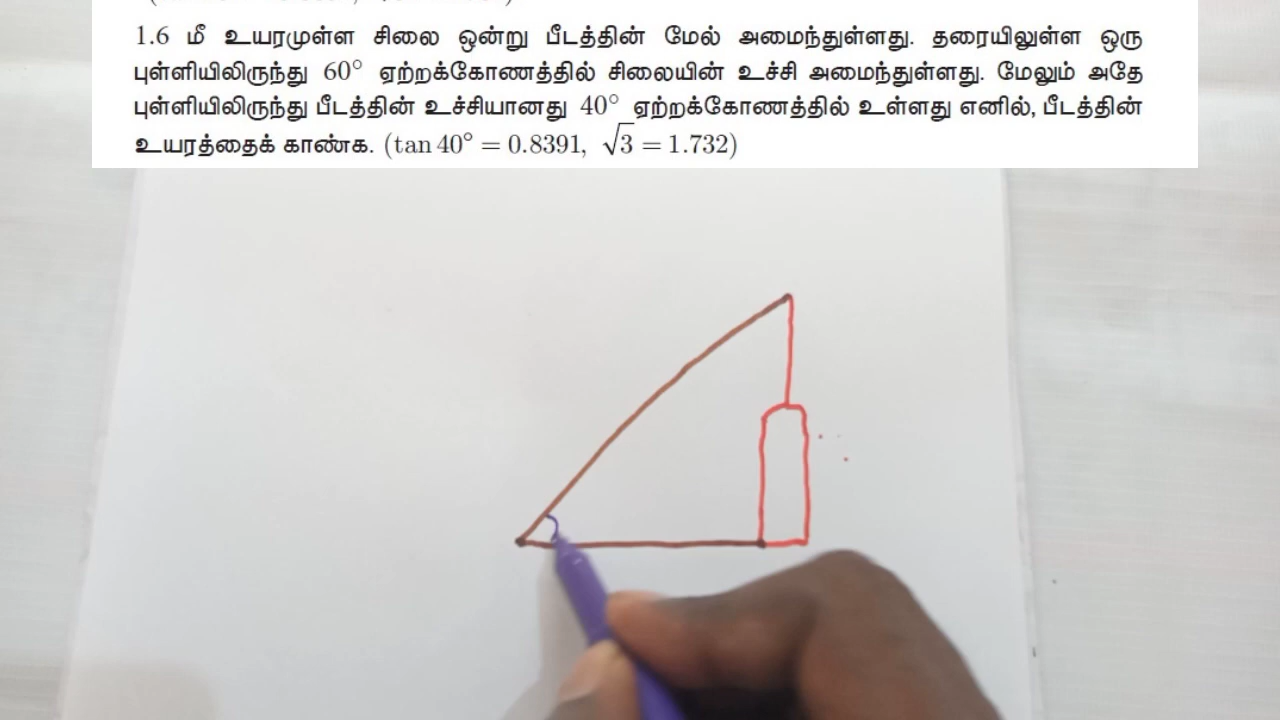 1.6 மீ உயரமுள்ள சிலை ஒன்று பீடத்தின் மேல் அமைந்துள்ளது. தரையிலுள்ள ஒரு
புள்ளியிலிருந்து 60° ஏற்றக்கோணத்தில் சிலையின் உச்சி அமைந்துள்ளது. மேலும் அதே
புள்ளியிலிருந்து பீடத்தின் உச்சியானது 40° ஏற்றக்கோணத்தில் உள்ளது எனில், பீடத்தின்
உயரத்தைக் காண்க. (tan 40° = 0.8391, √3 = 1.732)